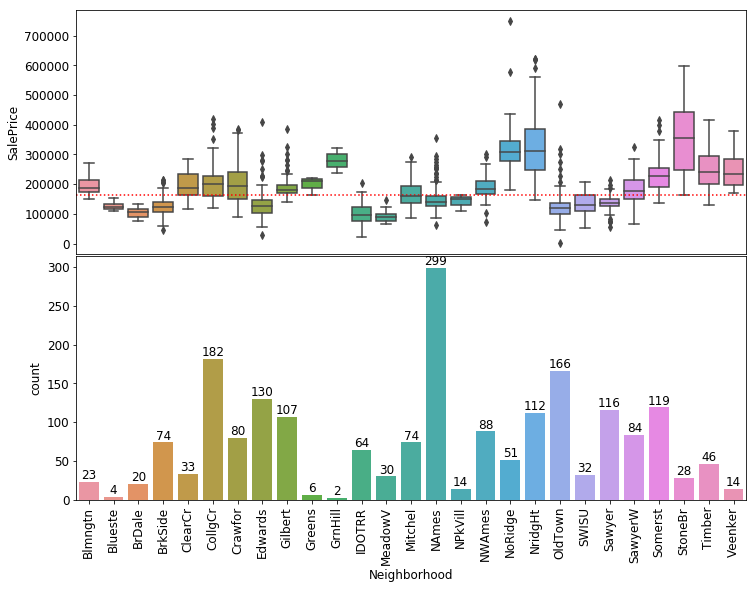 700000
600000
500000
400000
300000
200000
100000
0
SalePrice
300
250
200
150
100
50
0
count
23
4
20
74
33
182
80
130
107
6
2
64
30
74
299
14
88
51
112
166
32
116
84
119
28
46
14
Blmngtn
Blueste
BrDale
BrkSide
ClearCr
CollgCr
Crawfor
Edwards
Gilbert
Greens
GrnHill
IDOTRR
MeadowV
Mitchel
NAmes
NPkVill
NWAmes
NoRidge
NridgHt
OldTown
SWISU
Sawyer
SawyerW
Somerst
StoneBr
Timber
Veenker
Neighborhood